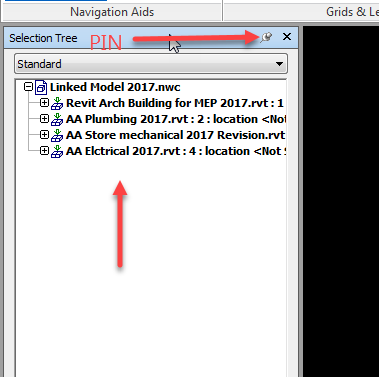 Navigation Aids
Grids & Le
Selection Tree
PIN
Standard
Linked Model 2017.nwc
Revit Arch Building for MEP 2017.rvt : 1
AA Plumbing 2017.rvt : 2 : location <Not
AA Store mechanical 2017 Revision.rvt
AA Elctrical 2017.rvt : 4 : location <Not S